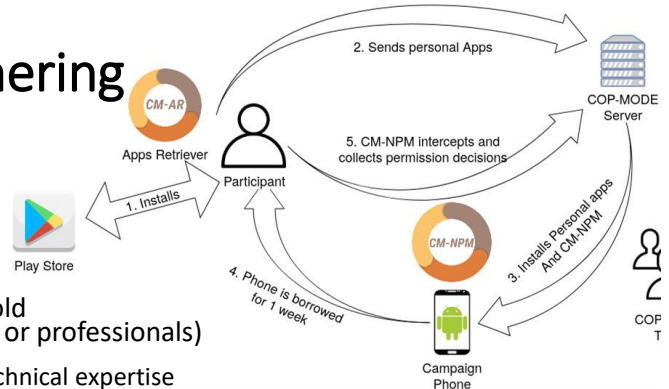 hering
2. Sends personal Apps
CM-AR
COP-MODE
Server
Apps Retriever
5. CM-NPM intercepts and
collects permission decisions
Participant
1. Installs
Play Store
CM-NPM
3. Installs Personal apps
And CM-NPM
4. Phone is borrowed
for 1 week
old
or professionals)
COP
T
chnical expertise
Campaign
Phone